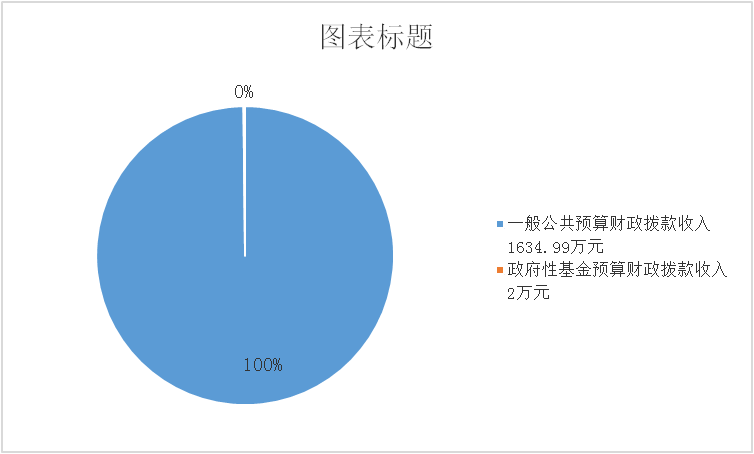 图表标题
0%
100%
一般公共预算财政拨款收入
1634.99万元
政府性基金预算财政拨款收入
2万元